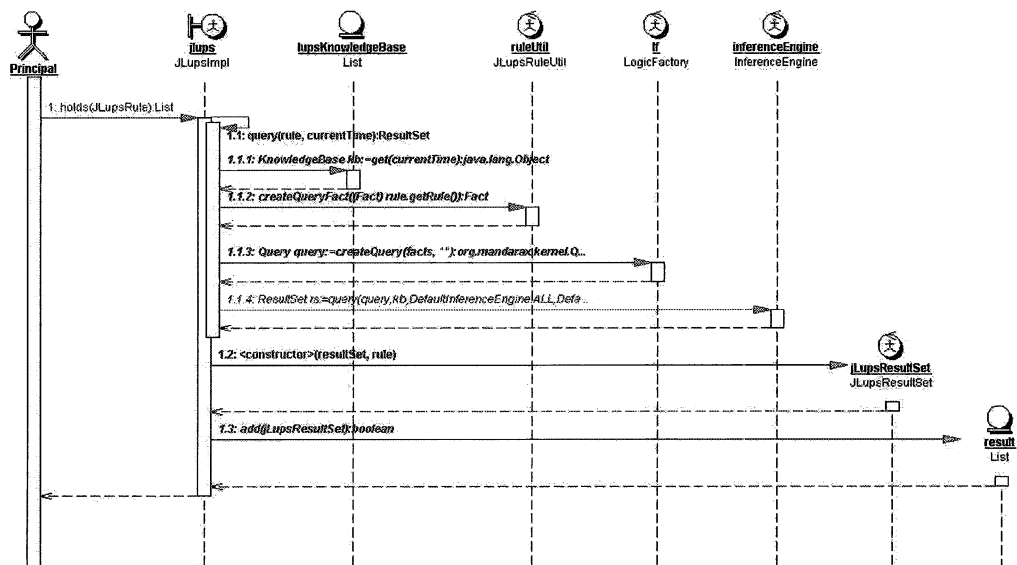 Principal
jlups
JLupsImpl
lupsKnowledgeBase
List
ruleUtil
JLupsRuleUtil
lf
LogicFactory
inferenceEngine
InferenceEngine
1: holds(JLupsRule):List
1.1: query(rule, currentTime):ResultSet
1.1.1: KnowledgeBase kb:=get(currentTime):java.lang.Object
1.1.2: createQueryFact((Fact) rule.getRule()):Fact
1.1.3: Query query:=createQuery(facts, ""):org.mandarax.kernel.Q...
1.1.4: ResultSet rs:=query(query,kb,DefaultInferenceEngine.ALL,Defa...
1.2: <constructor>(resultSet, rule)
jLupsResultSet
JLupsResultSet
1.3: add(jLupsResultSet):boolean
result
List